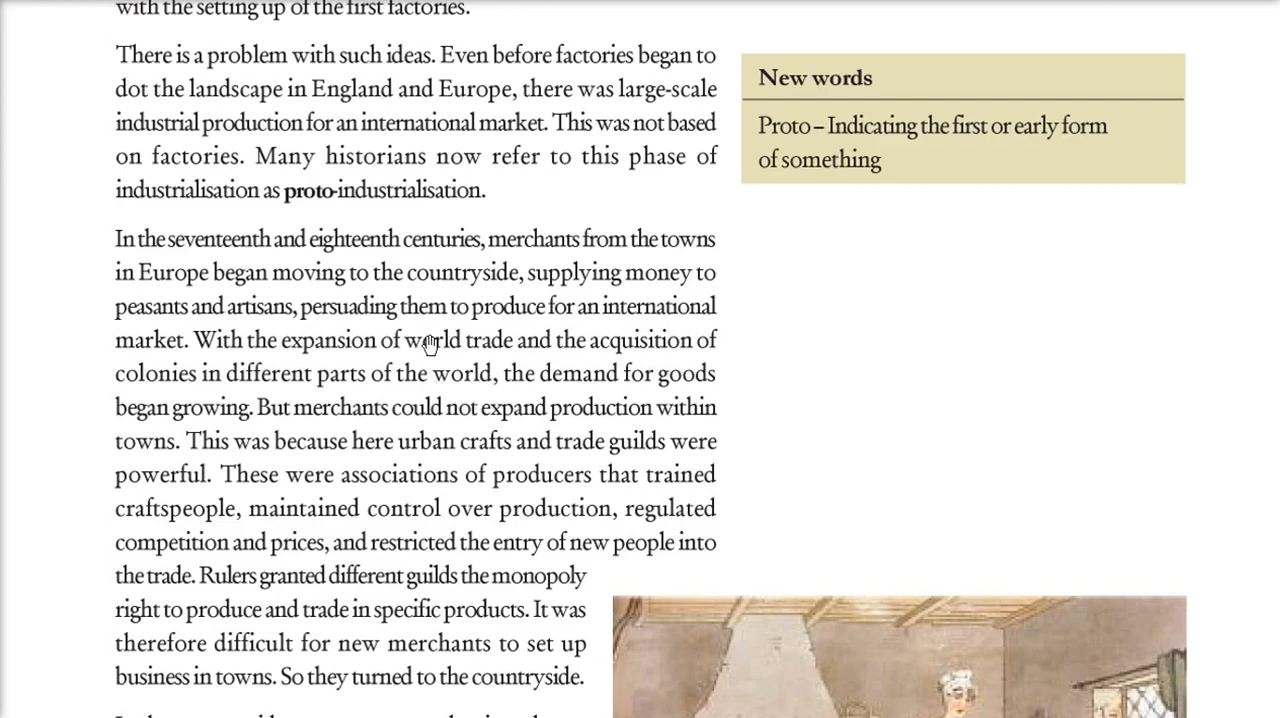 with the setting up of the first factories.
There is a problem with such ideas. Even before factories began to
dot the landscape in England and Europe, there was large-scale
industrial production for an international market. This was not based
on factories. Many historians now refer to this phase of
industrialisation as proto-industrialisation.
In the seventeenth and eighteenth centuries, merchants from the towns
in Europe began moving to the countryside, supplying money to
peasants and artisans, persuading them to produce for an international
market. With the expansion of world trade and the acquisition of
colonies in different parts of the world, the demand for goods
began growing. But merchants could not expand production within
towns. This was because here urban crafts and trade guilds were
powerful. These were associations of producers that trained
craftspeople, maintained control over production, regulated
competition and prices, and restricted the entry of new people into
the trade. Rulers granted different guilds the monopoly
right to produce and trade in specific products. It was
therefore difficult for new merchants to set up
business in towns. So they turned to the countryside.
New words
Proto – Indicating the first or early form
of something